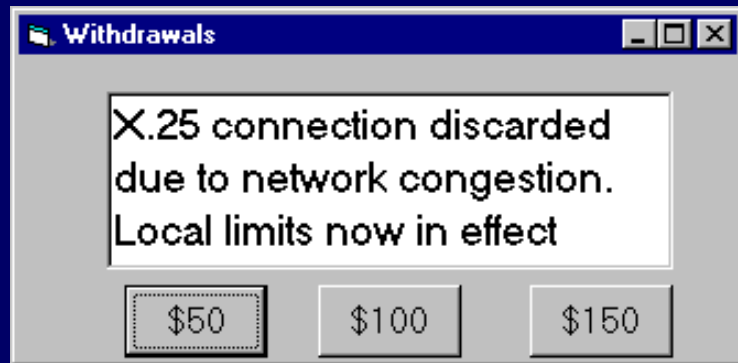 Withdrawals
X.25 connection discarded
due to network congestion.
Local limits now in effect
$50 $100 $150